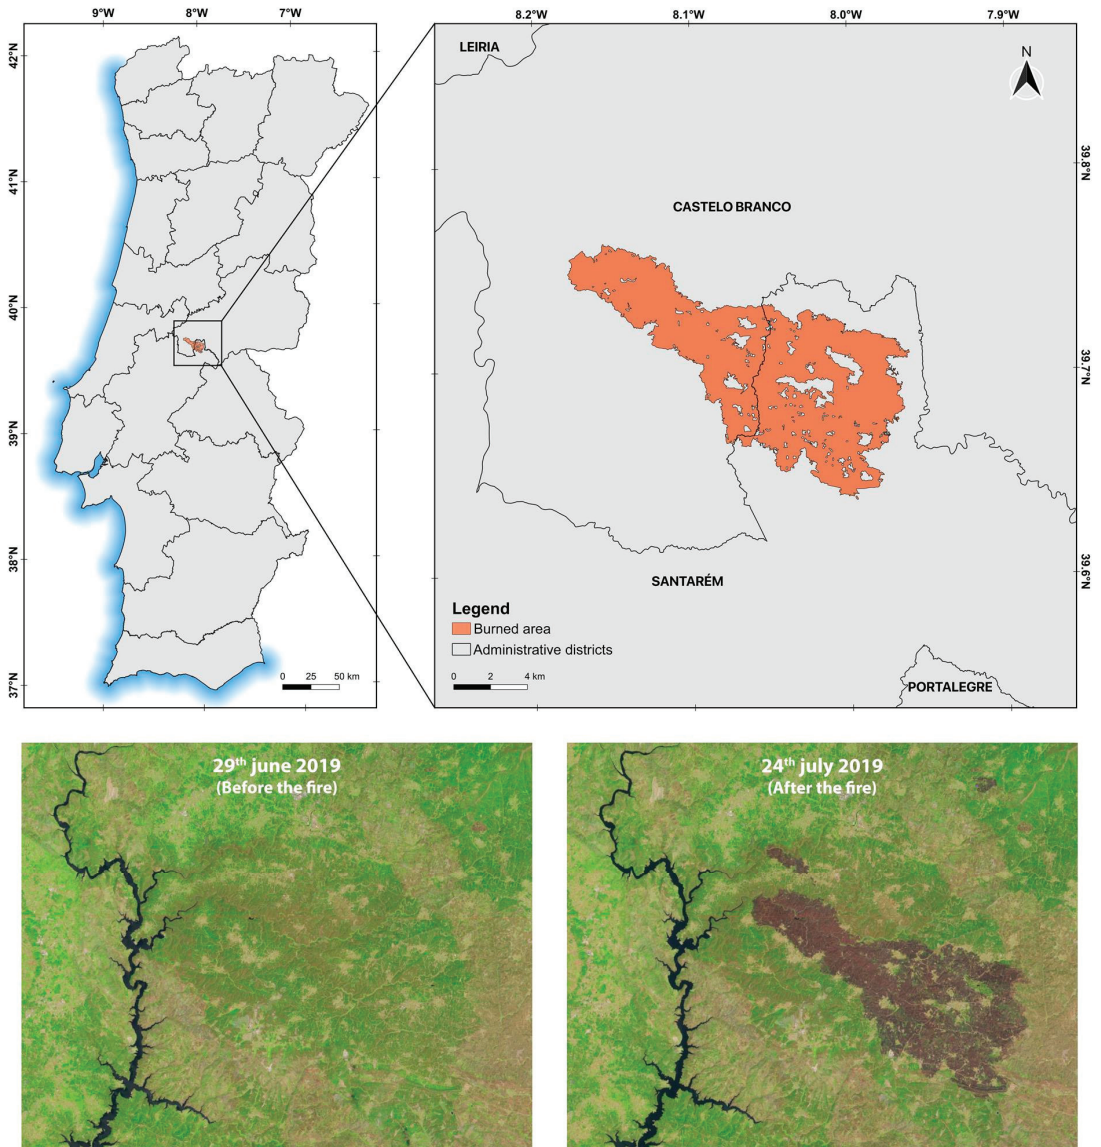 9°W 8°W 7°W
42°N
41°N
40°N
39°N
38°N
37°N
0 25 50 km
8.2°W 8.1°W 8.0°W 7.9°W
LEIRIA
N
39.8°N
CASTELO BRANCO
39.7°N
39.6°N
SANTARÉM
Legend
Burned area
Administrative districts
0 2 4 km
PORTALEGRE
29th june 2019
(Before the fire)
24th july 2019
(After the fire)